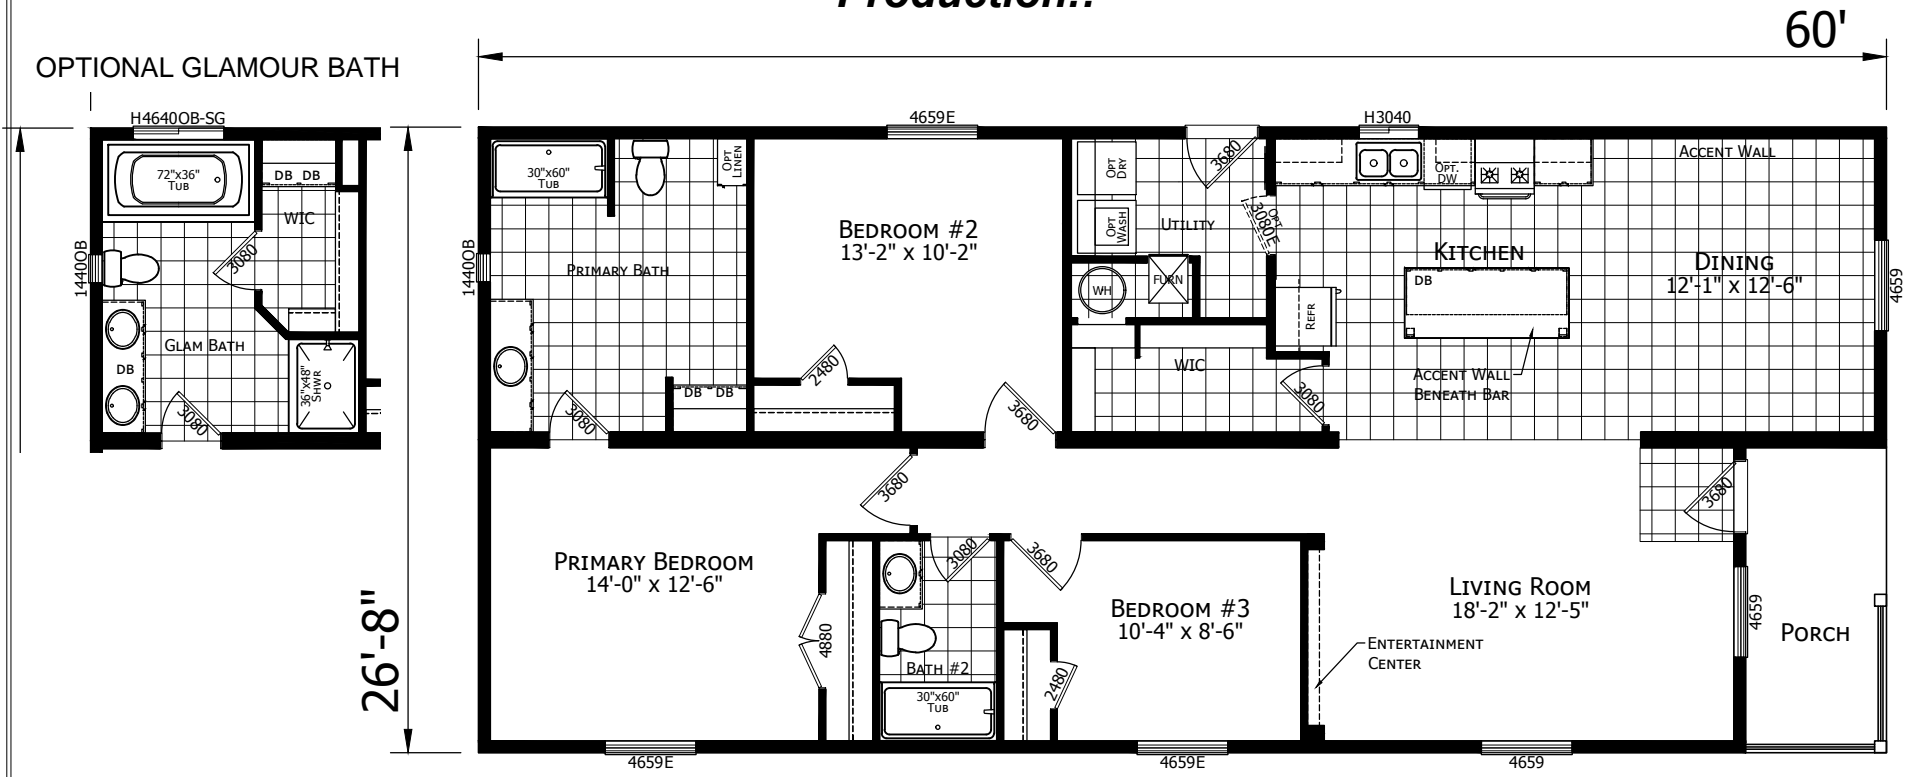 Production!!
60'
OPTIONAL GLAMOUR BATH
H4640OB-SG
72"x36"
TUB
DB DB
WIC
3080
1440OB
GLAM BATH
DB
36"x48"
SHWR
3080
26'-8"
4659E
H3040
30"x60"
TUB
OPT
LINEN
1440OB
PRIMARY BATH
DB DB
3080
BEDROOM #2
13'-2" x 10'-2"
2480
3680
OPT
DRY
OPT
WASH
UTILITY
3680
OPT
3080E
WH
FURN
WIC
3080
REFR
OPT.
DW
KITCHEN
DB
ACCENT WALL
BENEATH BAR
ACCENT WALL
DINING
12'-1" x 12'-6"
4659
PRIMARY BEDROOM
14'-0" x 12'-6"
3680
4880
3080
BATH #2
30"x60"
TUB
3680
BEDROOM #3
10'-4" x 8'-6"
2480
ENTERTAINMENT
CENTER
LIVING ROOM
18'-2" x 12'-5"
3680
4659
PORCH
4659E
4659E
4659